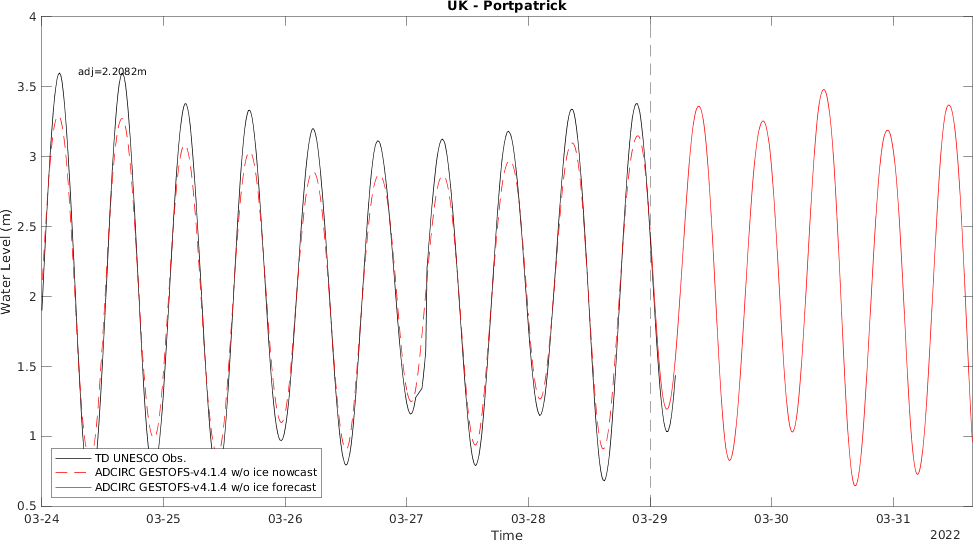 UK - Portpatrick
4
adj=2.2082m
3.5
3
2.5
2
1.5
1
0.5
Water Level (m)
TD UNESCO Obs.
ADCIRC GESTOFS-v4.1.4 w/o ice nowcast
ADCIRC GESTOFS-v4.1.4 w/o ice forecast
03-24 03-25 03-26 03-27 03-28 03-29 03-30 03-31
Time
2022